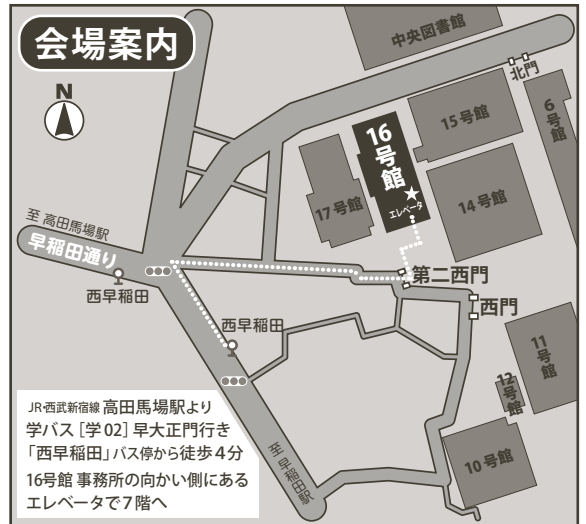 会場案内
中央図書館
北門
N
16号館
15号館
6号館
17号館
エレベータ
14号館
至 高田馬場駅
早稲田通り
第二西門
西早稲田
西門
西早稲田
11号館
12号館
10号館
至 早稲田駅
JR・西武新宿線 高田馬場駅より
学バス [学02] 早大正門行き
「西早稲田」バス停から徒歩4分
16号館 事務所の向かい側にある
エレベータで7階へ